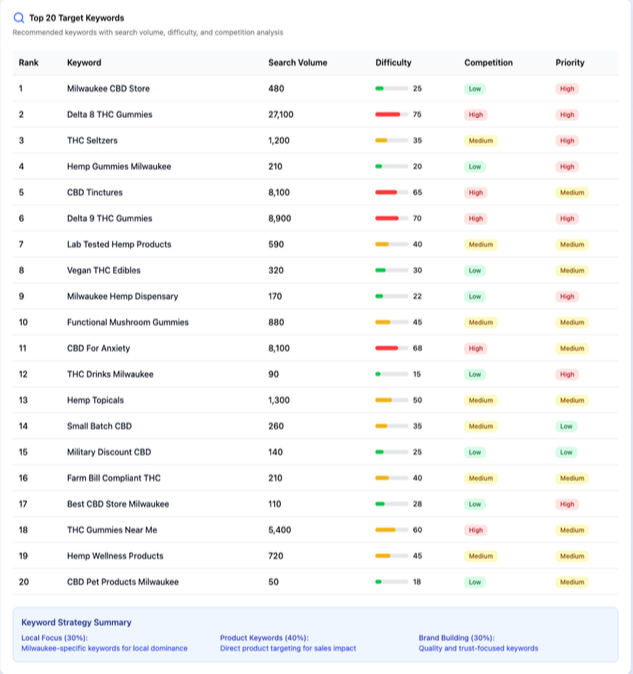 Top 20 Target Keywords
Recommended keywords with search volume, difficulty, and competition analysis
Rank Keyword Search Volume Difficulty Competition Priority
1 Milwaukee CBD Store 480 25 Low High
2 Delta 8 THC Gummies 27,100 75 High High
3 THC Seltzers 1,200 35 Medium High
4 Hemp Gummies Milwaukee 210 20 Low High
5 CBD Tinctures 8,100 65 High Medium
6 Delta 9 THC Gummies 8,900 70 High High
7 Lab Tested Hemp Products 590 40 Medium Medium
8 Vegan THC Edibles 320 30 Low Medium
9 Milwaukee Hemp Dispensary 170 22 Low High
10 Functional Mushroom Gummies 880 45 Medium Medium
11 CBD For Anxiety 8,100 68 High Medium
12 THC Drinks Milwaukee 90 15 Low High
13 Hemp Topicals 1,300 50 Medium Medium
14 Small Batch CBD 260 35 Medium Low
15 Military Discount CBD 140 25 Low Low
16 Farm Bill Compliant THC 210 40 Medium Medium
17 Best CBD Store Milwaukee 110 28 Low High
18 THC Gummies Near Me 5,400 60 High Medium
19 Hemp Wellness Products 720 45 Medium Medium
20 CBD Pet Products Milwaukee 50 18 Low Medium
Keyword Strategy Summary
Local Focus (30%): Product Keywords (40%): Brand Building (30%):
Milwaukee-specific keywords for local dominance Direct product targeting for sales impact Quality and trust-focused keywords